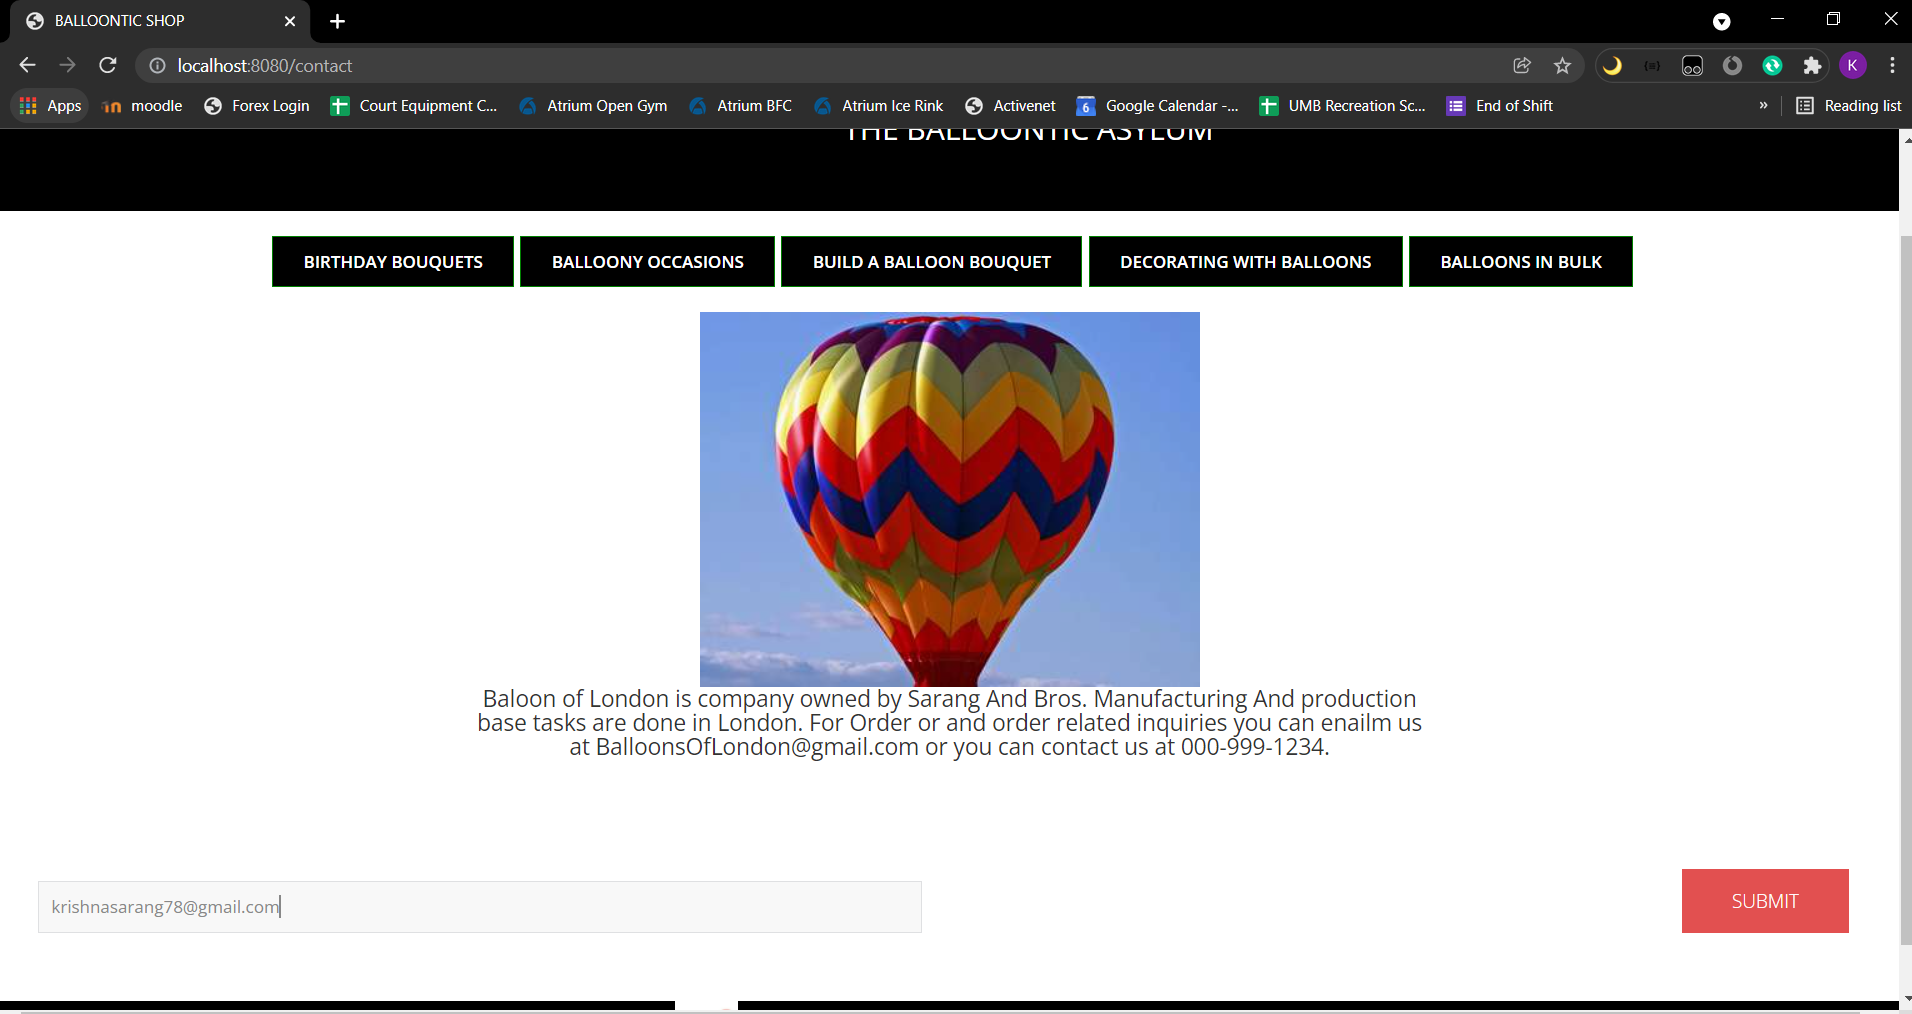 BALLOONTIC SHOP
localhost:8080/contact
K
Apps moodle Forex Login Court Equipment C... Atrium Open Gym Atrium BFC Atrium Ice Rink Activenet 6 Google Calendar -... UMB Recreation Sc... End of Shift » Reading list
THE BALLOONTIC ASYLUM
BIRTHDAY BOUQUETS BALLOONY OCCASIONS BUILD A BALLOON BOUQUET DECORATING WITH BALLOONS BALLOONS IN BULK
Baloon of London is company owned by Sarang And Bros. Manufacturing And production
base tasks are done in London. For Order or and order related inquiries you can enailm us
at BalloonsOfLondon@gmail.com or you can contact us at 000-999-1234.
krishnasarang78@gmail.com
SUBMIT